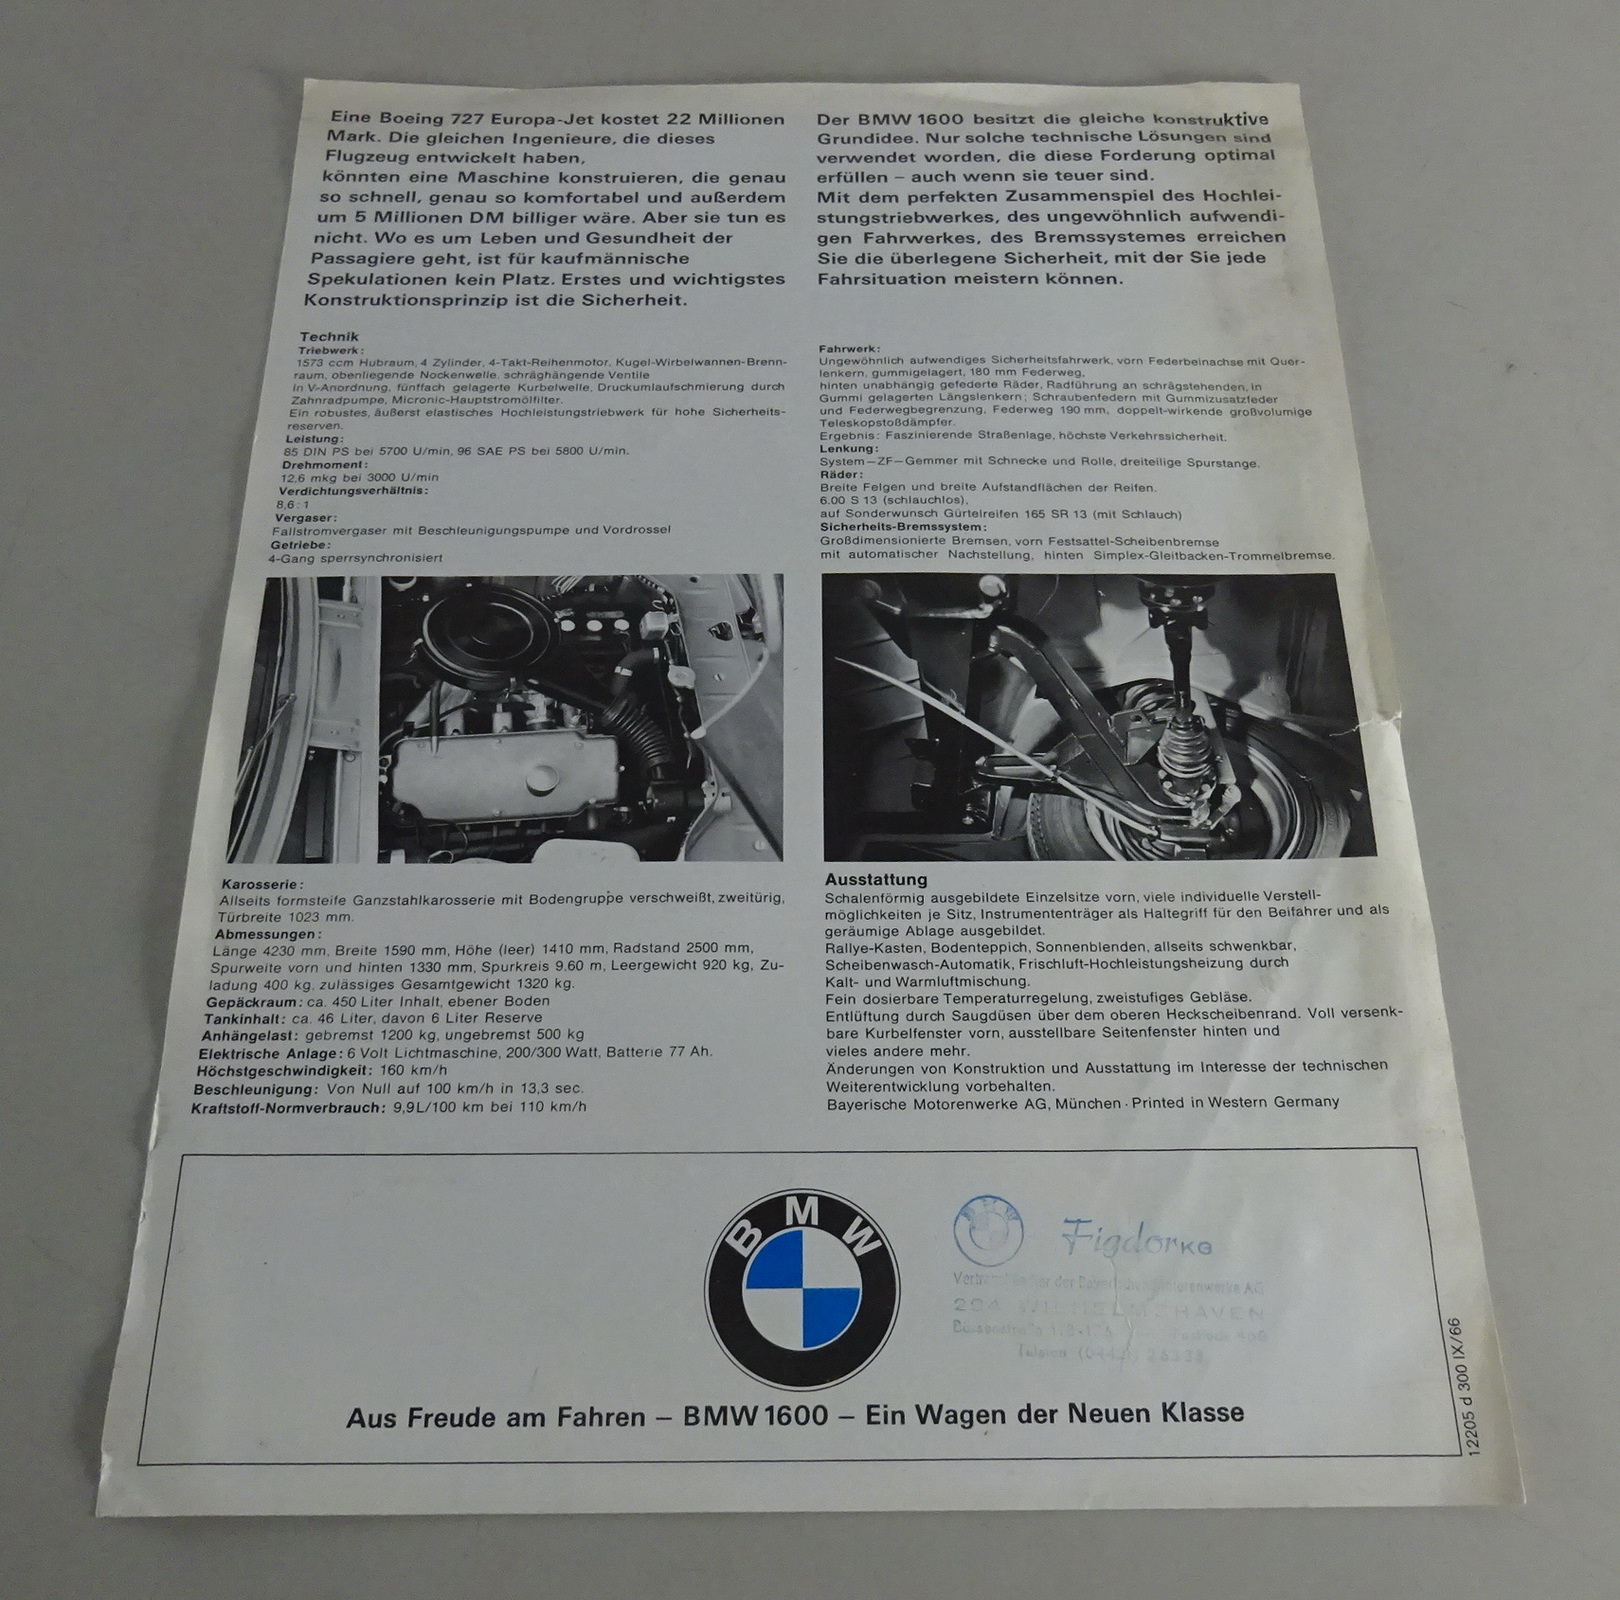 Eine Boeing 727 Europa-Jet kostet 22 Millionen
Mark. Die gleichen Ingenieure, die dieses
Flugzeug entwickelt haben,
könnten eine Maschine konstruieren, die genau
so schnell, genau so komfortabel und außerdem
um 5 Millionen DM billiger wäre. Aber sie tun es
nicht. Wo es um Leben und Gesundheit der
Passagiere geht, ist für kaufmännische
Spekulationen kein Platz. Erstes und wichtigstes
Konstruktionsprinzip ist die Sicherheit.
Der BMW 1600 besitzt die gleiche konstruktive
Grundidee. Nur solche technische Lösungen sind
verwendet worden, die diese Forderung optimal
erfüllen – auch wenn sie teuer sind.
Mit dem perfekten Zusammenspiel des Hochlei-
stungstriebwerkes, des ungewöhnlich aufwendi-
gen Fahrwerkes, des Bremssystemes erreichen
Sie die überlegene Sicherheit, mit der Sie jede
Fahrsituation meistern können.
Technik
Triebwerk:
1573 ccm Hubraum, 4 Zylinder, 4-Takt-Reihenmotor, Kugel-Wirbelwannen-Brenn-
raum, obenliegende Nockenwelle, schräghängende Ventile
in V-Anordnung, fünffach gelagerte Kurbelwelle, Druckumlaufschmierung durch
Zahnradpumpe, Micronic-Hauptstromölfilter.
Ein robustes, äußerst elastisches Hochleistungstriebwerk für hohe Sicherheits-
reserven.
Leistung:
85 DIN PS bei 5700 U/min, 96 SAE PS bei 5800 U/min.
Drehmoment:
12,6 mkg bei 3000 U/min
Verdichtungsverhältnis:
8,6 : 1
Vergaser:
Fallstromvergaser mit Beschleunigungspumpe und Vordrossel
Getriebe:
4-Gang sperrsynchronisiert
Fahrwerk:
Ungewöhnlich aufwendiges Sicherheitsfahrwerk, vorn Federbeinachse mit Quer-
lenkern, gummigelagert, 180 mm Federweg,
hinten unabhängig gefederte Räder, Radführung an schrägstehenden, in
Gummi gelagerten Längslenkern; Schraubenfedern mit Gummizusatzfeder
und Federwegbegrenzung, Federweg 190 mm, doppelt-wirkende großvolumige
Teleskopstoßdämpfer.
Ergebnis: Faszinierende Straßenlage, höchste Verkehrssicherheit.
Lenkung:
System—ZF—Gemmer mit Schnecke und Rolle, dreiteilige Spurstange.
Räder:
Breite Felgen und breite Aufstandflächen der Reifen.
6.00 S 13 (schlauchlos),
auf Sonderwunsch Gürtelreifen 165 SR 13 (mit Schlauch)
Sicherheits-Bremssystem:
Großdimensionierte Bremsen, vorn Festsattel-Scheibenbremse
mit automatischer Nachstellung, hinten Simplex-Gleitbacken-Trommelbremse.
Karosserie:
Allseits formsteife Ganzstahlkarosserie mit Bodengruppe verschweißt, zweitürig,
Türbreite 1023 mm.
Abmessungen:
Länge 4230 mm, Breite 1590 mm, Höhe (leer) 1410 mm, Radstand 2500 mm,
Spurweite vorn und hinten 1330 mm, Spurkreis 9.60 m, Leergewicht 920 kg, Zu-
ladung 400 kg, zulässiges Gesamtgewicht 1320 kg.
Gepäckraum: ca. 450 Liter Inhalt, ebener Boden
Tankinhalt: ca. 46 Liter, davon 6 Liter Reserve
Anhängelast: gebremst 1200 kg, ungebremst 500 kg
Elektrische Anlage: 6 Volt Lichtmaschine, 200/300 Watt, Batterie 77 Ah.
Höchstgeschwindigkeit: 160 km/h
Beschleunigung: Von Null auf 100 km/h in 13,3 sec.
Kraftstoff-Normverbrauch: 9,9 L/100 km bei 110 km/h
Ausstattung
Schalenförmig ausgebildete Einzelsitze vorn, viele individuelle Verstell-
möglichkeiten je Sitz, Instrumententräger als Haltegriff für den Beifahrer und als
geräumige Ablage ausgebildet.
Rallye-Kasten, Bodenteppich, Sonnenblenden, allseits schwenkbar,
Scheibenwasch-Automatik, Frischluft-Hochleistungsheizung durch
Kalt- und Warmluftmischung.
Fein dosierbare Temperaturregelung, zweistufiges Gebläse.
Entlüftung durch Saugdüsen über dem oberen Heckscheibenrand. Voll versenk-
bare Kurbelfenster vorn, ausstellbare Seitenfenster hinten und
vieles andere mehr.
Änderungen von Konstruktion und Ausstattung im Interesse der technischen
Weiterentwicklung vorbehalten.
Bayerische Motorenwerke AG, München · Printed in Western Germany
BMW
BMW
Figdor KG
der AG
WILHELMSHAVEN
Telefon
Aus Freude am Fahren – BMW 1600 – Ein Wagen der Neuen Klasse
12205 d 300 IX/66